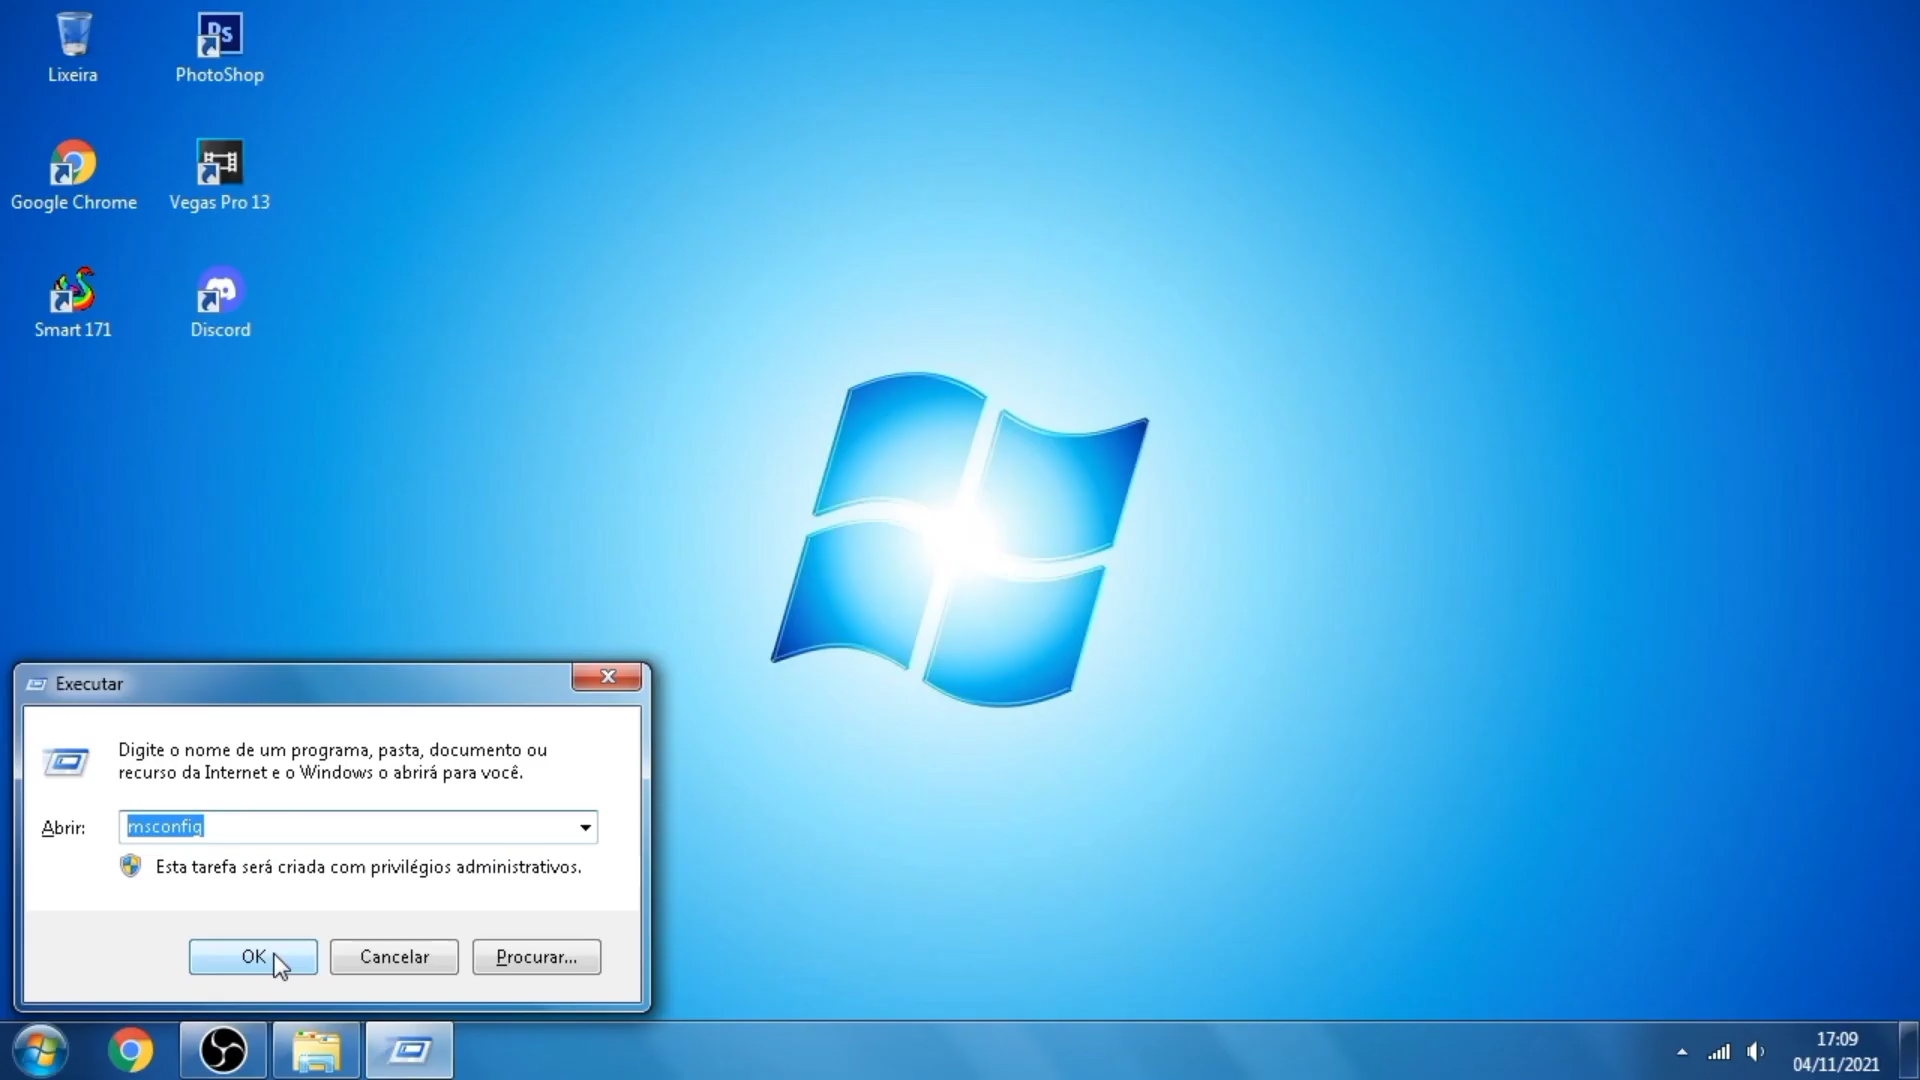 Lixeira
PhotoShop
Ps
Google Chrome
Vegas Pro 13
Smart 171
Discord
Executar
Digite o nome de um programa, pasta, documento ou
recurso da Internet e o Windows o abrirá para você.
Abrir:
msconfig
Esta tarefa será criada com privilégios administrativos.
OK
Cancelar
Procurar...
17:09
04/11/2021